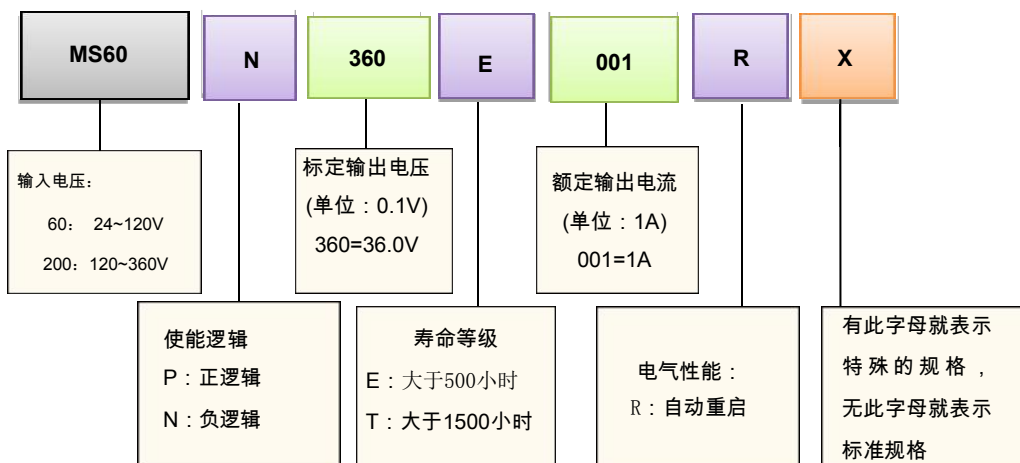 MS60
N
360
E
001
R
X
输入电压：
60： 24~120V
200：120~360V
标定输出电压
(单位：0.1V)
360=36.0V
额定输出电流
(单位：1A)
001=1A
使能逻辑
P：正逻辑
N：负逻辑
寿命等级
E：大于500小时
T：大于1500小时
电气性能：
R：自动重启
有此字母就表示
特殊的规格，
无此字母就表示
标准规格